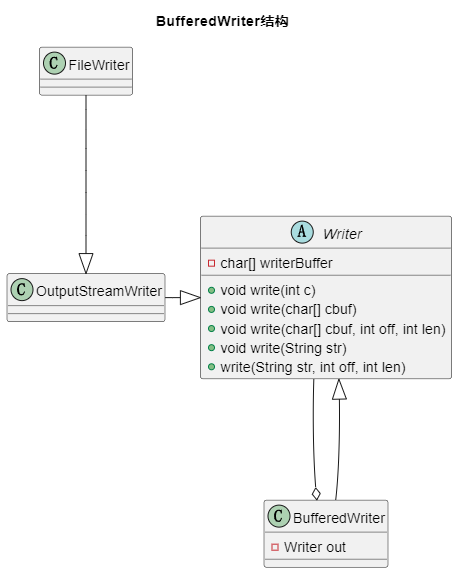 BufferedWriter结构
C FileWriter
C OutputStreamWriter
A Writer
char[] writerBuffer
void write(int c)
void write(char[] cbuf)
void write(char[] cbuf, int off, int len)
void write(String str)
write(String str, int off, int len)
C BufferedWriter
Writer out